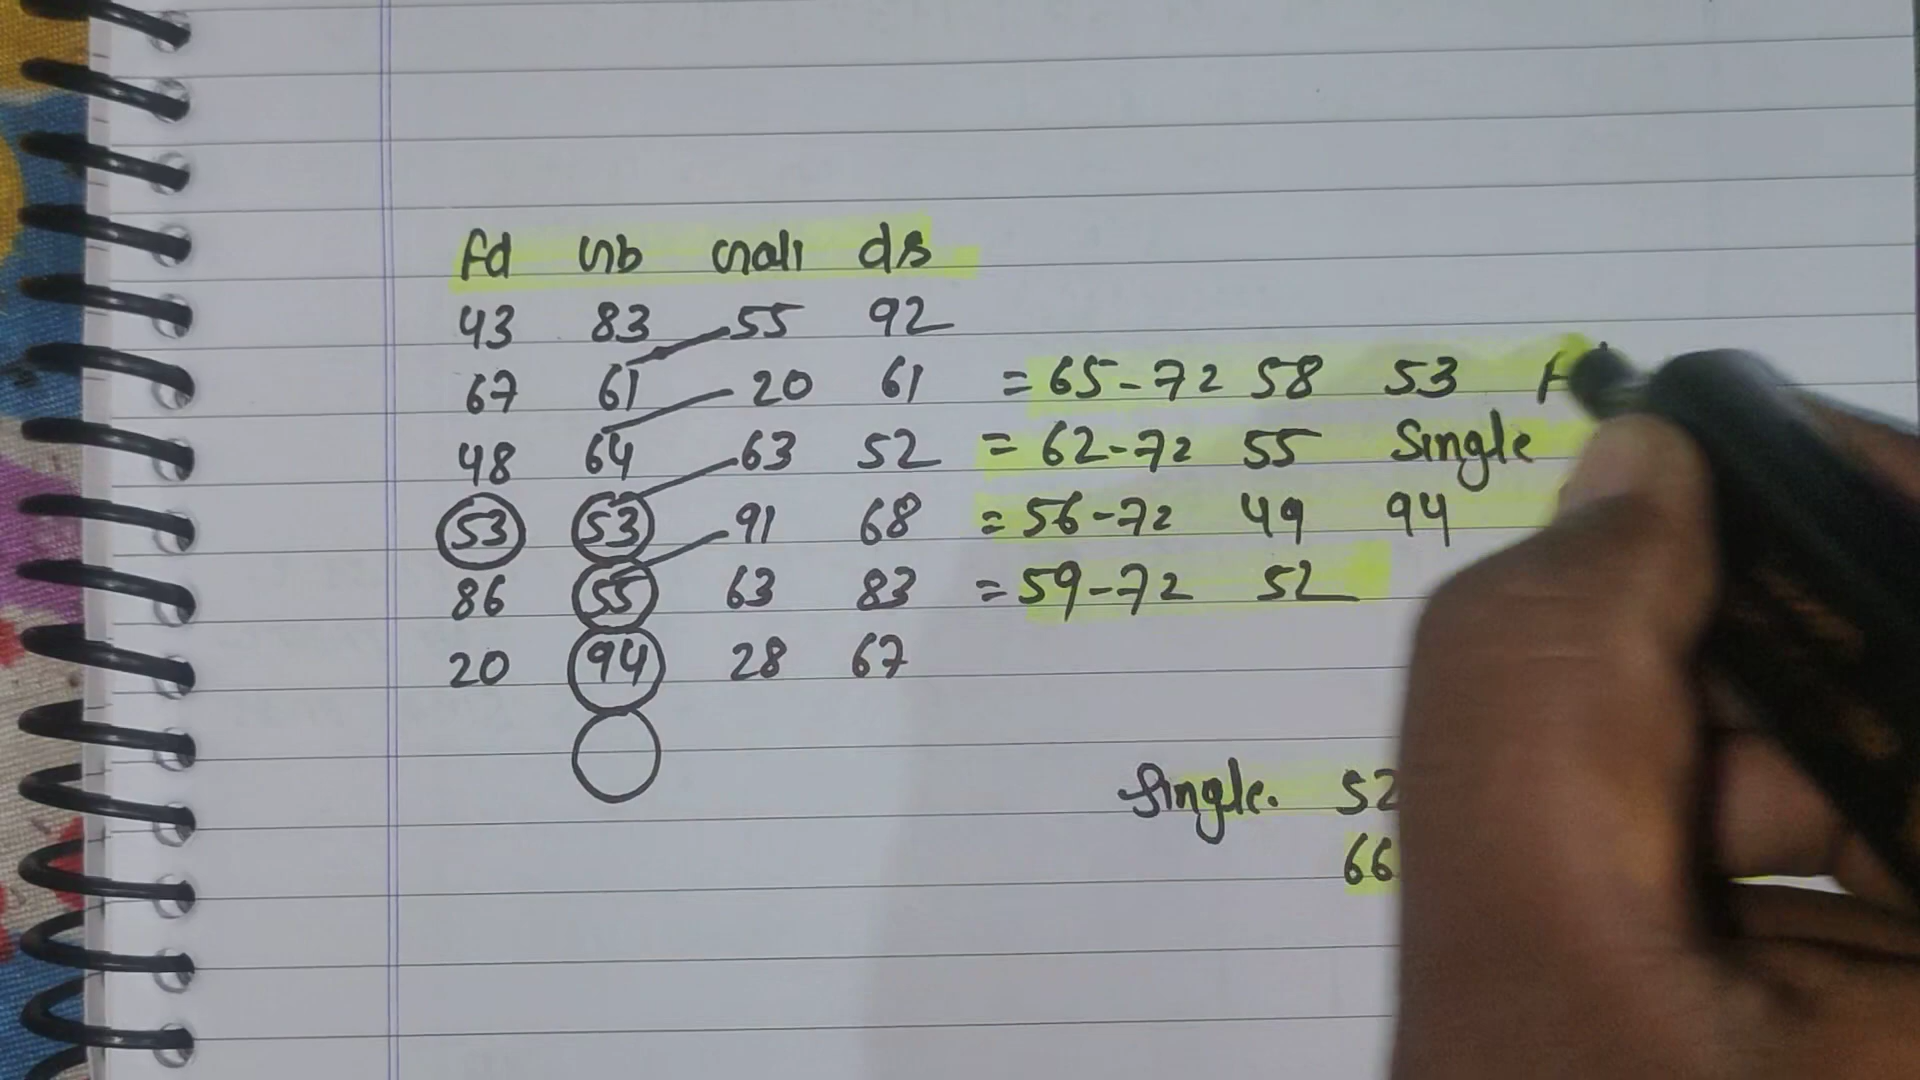 Fd Gb Gali ds
43 83 55 92
67 61 20 61 = 65-72 58 53
48 64 63 52 = 62-72 55 Single
53 53 91 68 = 56-72 49 94
86 55 63 83 = 59-72 52
20 94 28 67
Single. 52
66